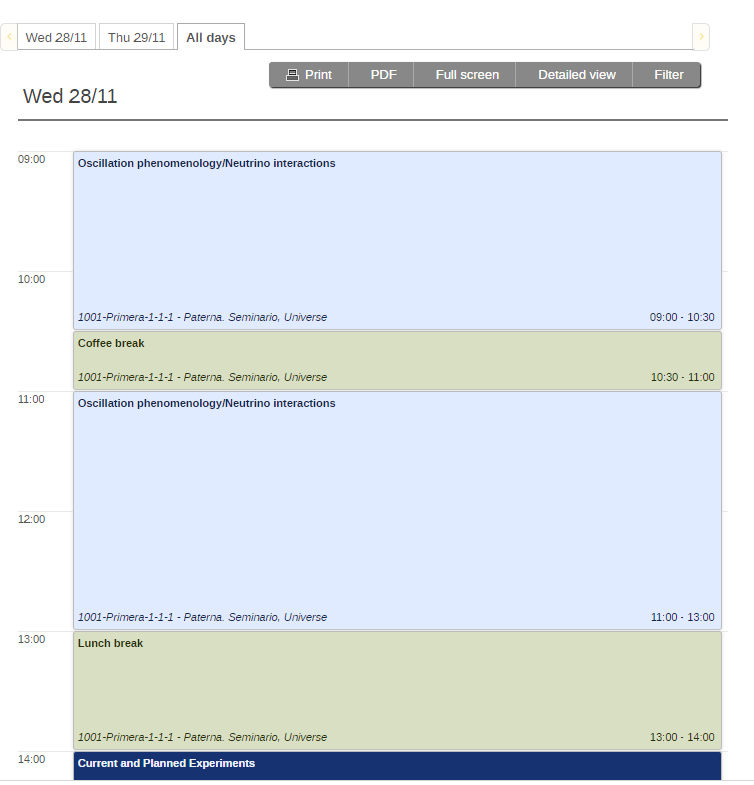 Wed 28/11 Thu 29/11 All days
Print PDF Full screen Detailed view Filter
Wed 28/11
09:00
Oscillation phenomenology/Neutrino interactions
10:00
1001-Primera-1-1-1 - Paterna. Seminario, Universe 09:00 - 10:30
Coffee break
1001-Primera-1-1-1 - Paterna. Seminario, Universe 10:30 - 11:00
11:00
Oscillation phenomenology/Neutrino interactions
12:00
1001-Primera-1-1-1 - Paterna. Seminario, Universe 11:00 - 13:00
13:00
Lunch break
1001-Primera-1-1-1 - Paterna. Seminario, Universe 13:00 - 14:00
14:00
Current and Planned Experiments